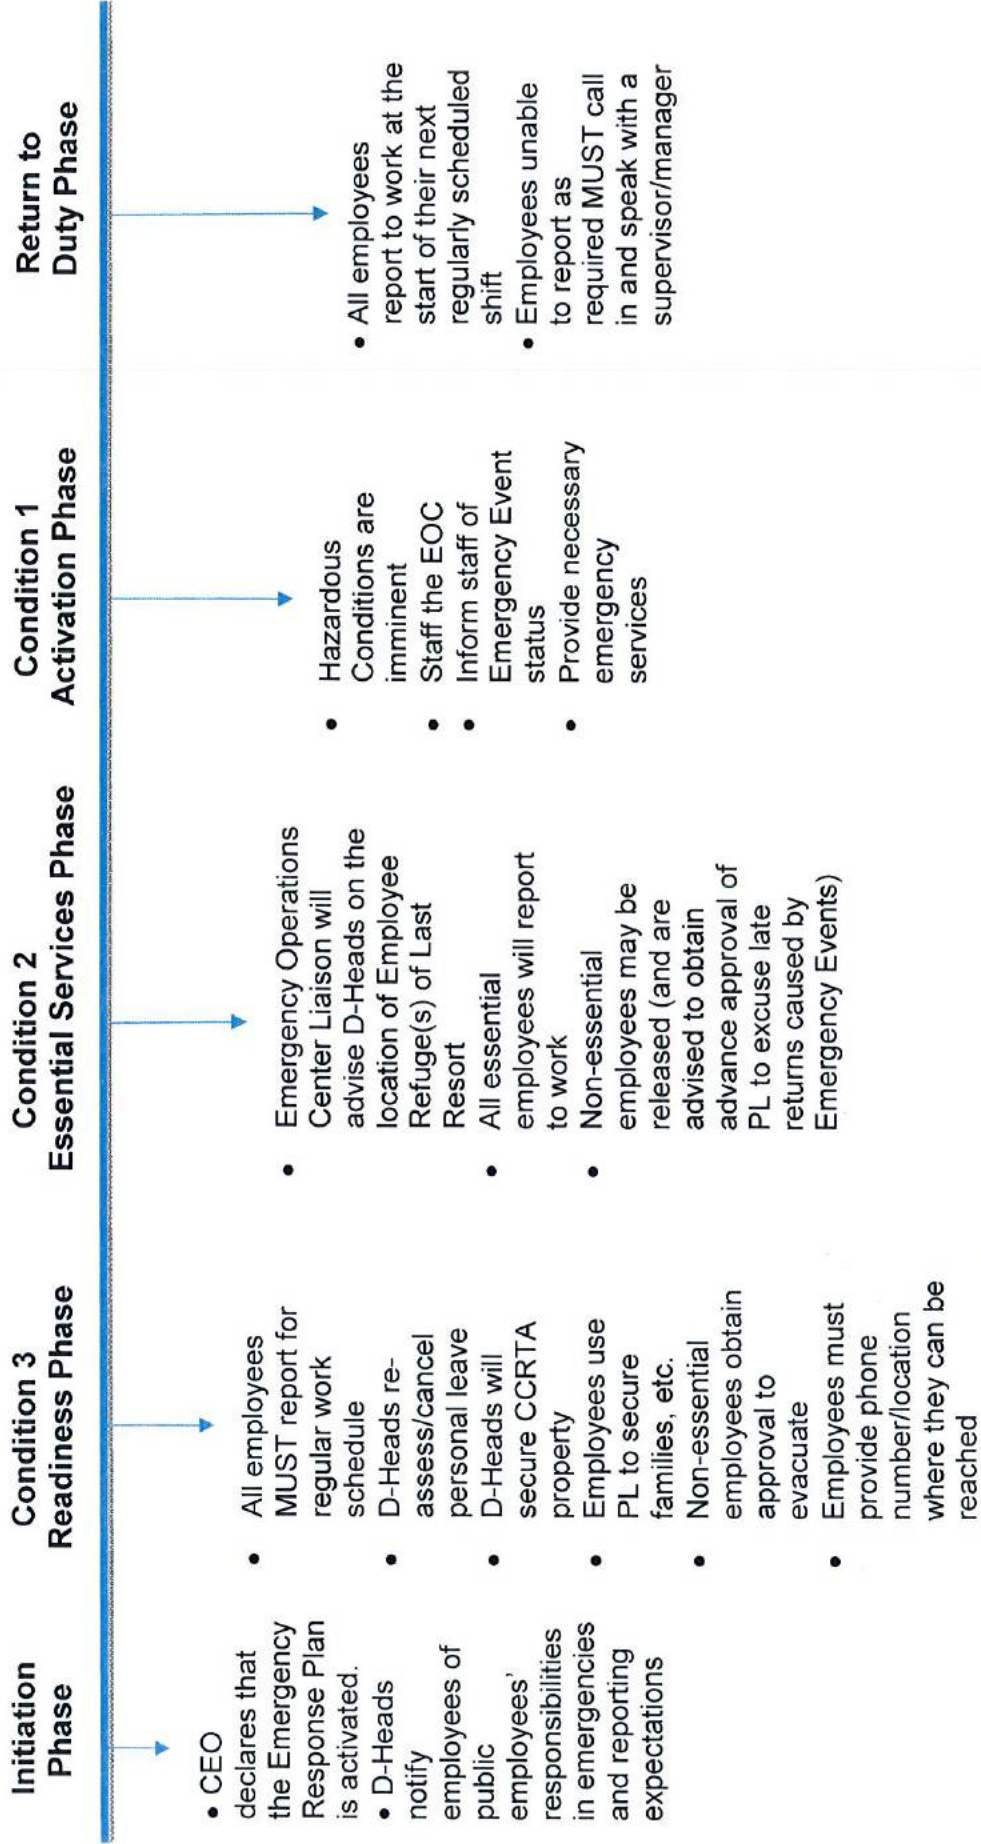 Initiation
Phase
• CEO
declares that
the Emergency
Response Plan
is activated.
• D-Heads
notify
employees of
public
employees'
responsibilities
in emergencies
and reporting
expectations
Condition 3
Readiness Phase
• All employees
MUST report for
regular work
schedule
• D-Heads re-
assess/cancel
personal leave
• D-Heads will
secure CCRTA
property
• Employees use
PL to secure
families, etc.
• Non-essential
employees obtain
approval to
evacuate
• Employees must
provide phone
number/location
where they can be
reached
Condition 2
Essential Services Phase
• Emergency Operations
Center Liaison will
advise D-Heads on the
location of Employee
Refuge(s) of Last
Resort
• All essential
employees will report
to work
• Non-essential
employees may be
released (and are
advised to obtain
advance approval of
PL to excuse late
returns caused by
Emergency Events)
Condition 1
Activation Phase
• Hazardous
Conditions are
imminent
• Staff the EOC
• Inform staff of
Emergency Event
status
• Provide necessary
emergency
services
Return to
Duty Phase
• All employees
report to work at the
start of their next
regularly scheduled
shift
• Employees unable
to report as
required MUST call
in and speak with a
supervisor/manager